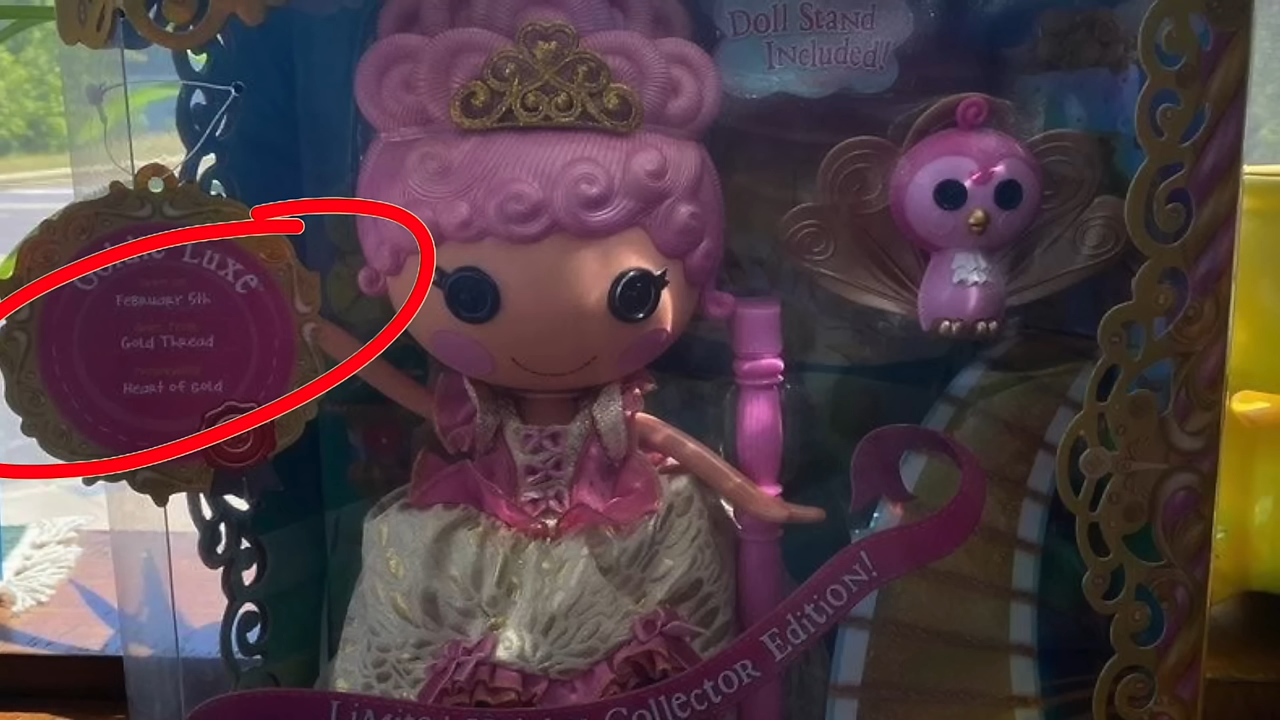 Doll Stand
Included!
Goldie Luxe
February 5th
Gold Thread
Heart of Gold
Collector Edition!